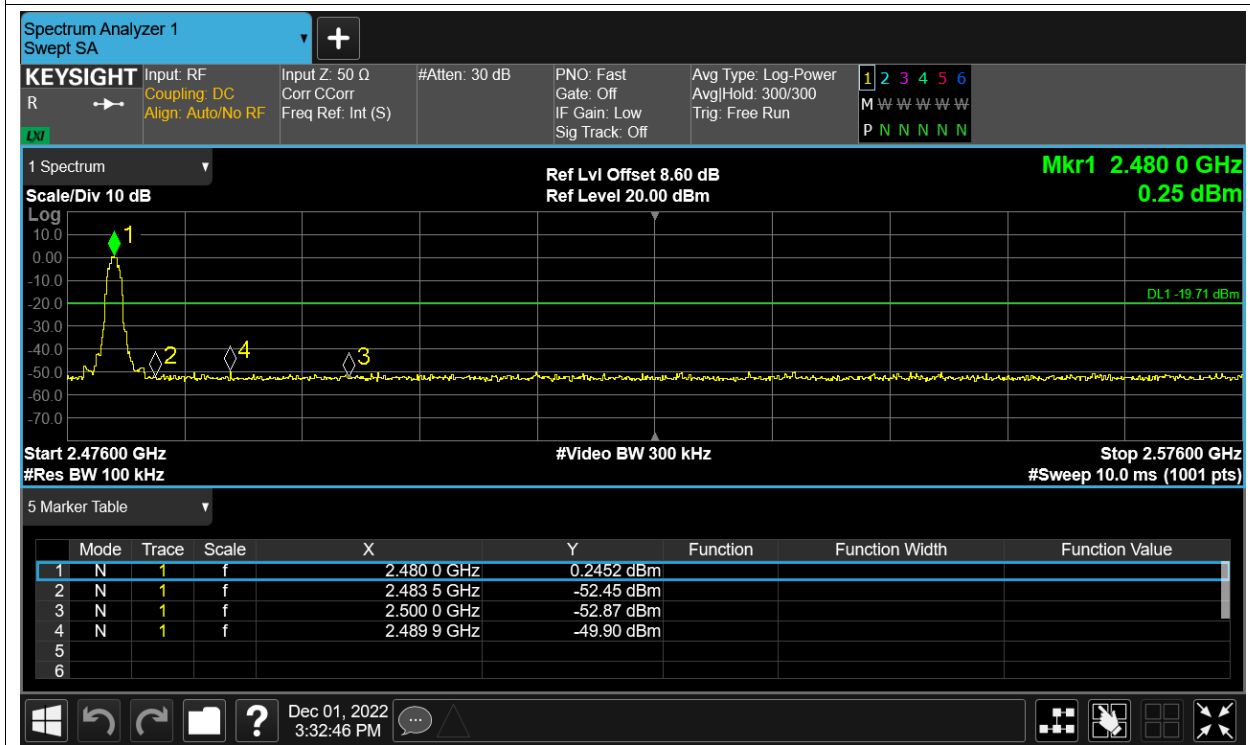 Spectrum Analyzer 1
Swept SA
+
KEYSIGHT Input: RF Input Z: 50 Ω #Atten: 30 dB PNO: Fast Avg Type: Log-Power 1 2 3 4 5 6
R Coupling: DC Corr CCorr Gate: Off Avg|Hold: 300/300 M W W W W W
Align: Auto/No RF Freq Ref: Int (S) IF Gain: Low Trig: Free Run
LXI Sig Track: Off P N N N N N
1 Spectrum Ref Lvl Offset 8.60 dB Mkr1 2.480 0 GHz
Scale/Div 10 dB Ref Level 20.00 dBm 0.25 dBm
Log
10.0 1
0.00
-10.0
-20.0 DL1 -19.71 dBm
-30.0
-40.0 2 4 3
-50.0
-60.0
-70.0
Start 2.47600 GHz #Video BW 300 kHz Stop 2.57600 GHz
#Res BW 100 kHz #Sweep 10.0 ms (1001 pts)
5 Marker Table
Mode Trace Scale X Y Function Function Width Function Value
1 N 1 f 2.480 0 GHz 0.2452 dBm
2 N 1 f 2.483 5 GHz -52.45 dBm
3 N 1 f 2.500 0 GHz -52.87 dBm
4 N 1 f 2.489 9 GHz -49.90 dBm
5
6
? Dec 01, 2022
3:32:46 PM